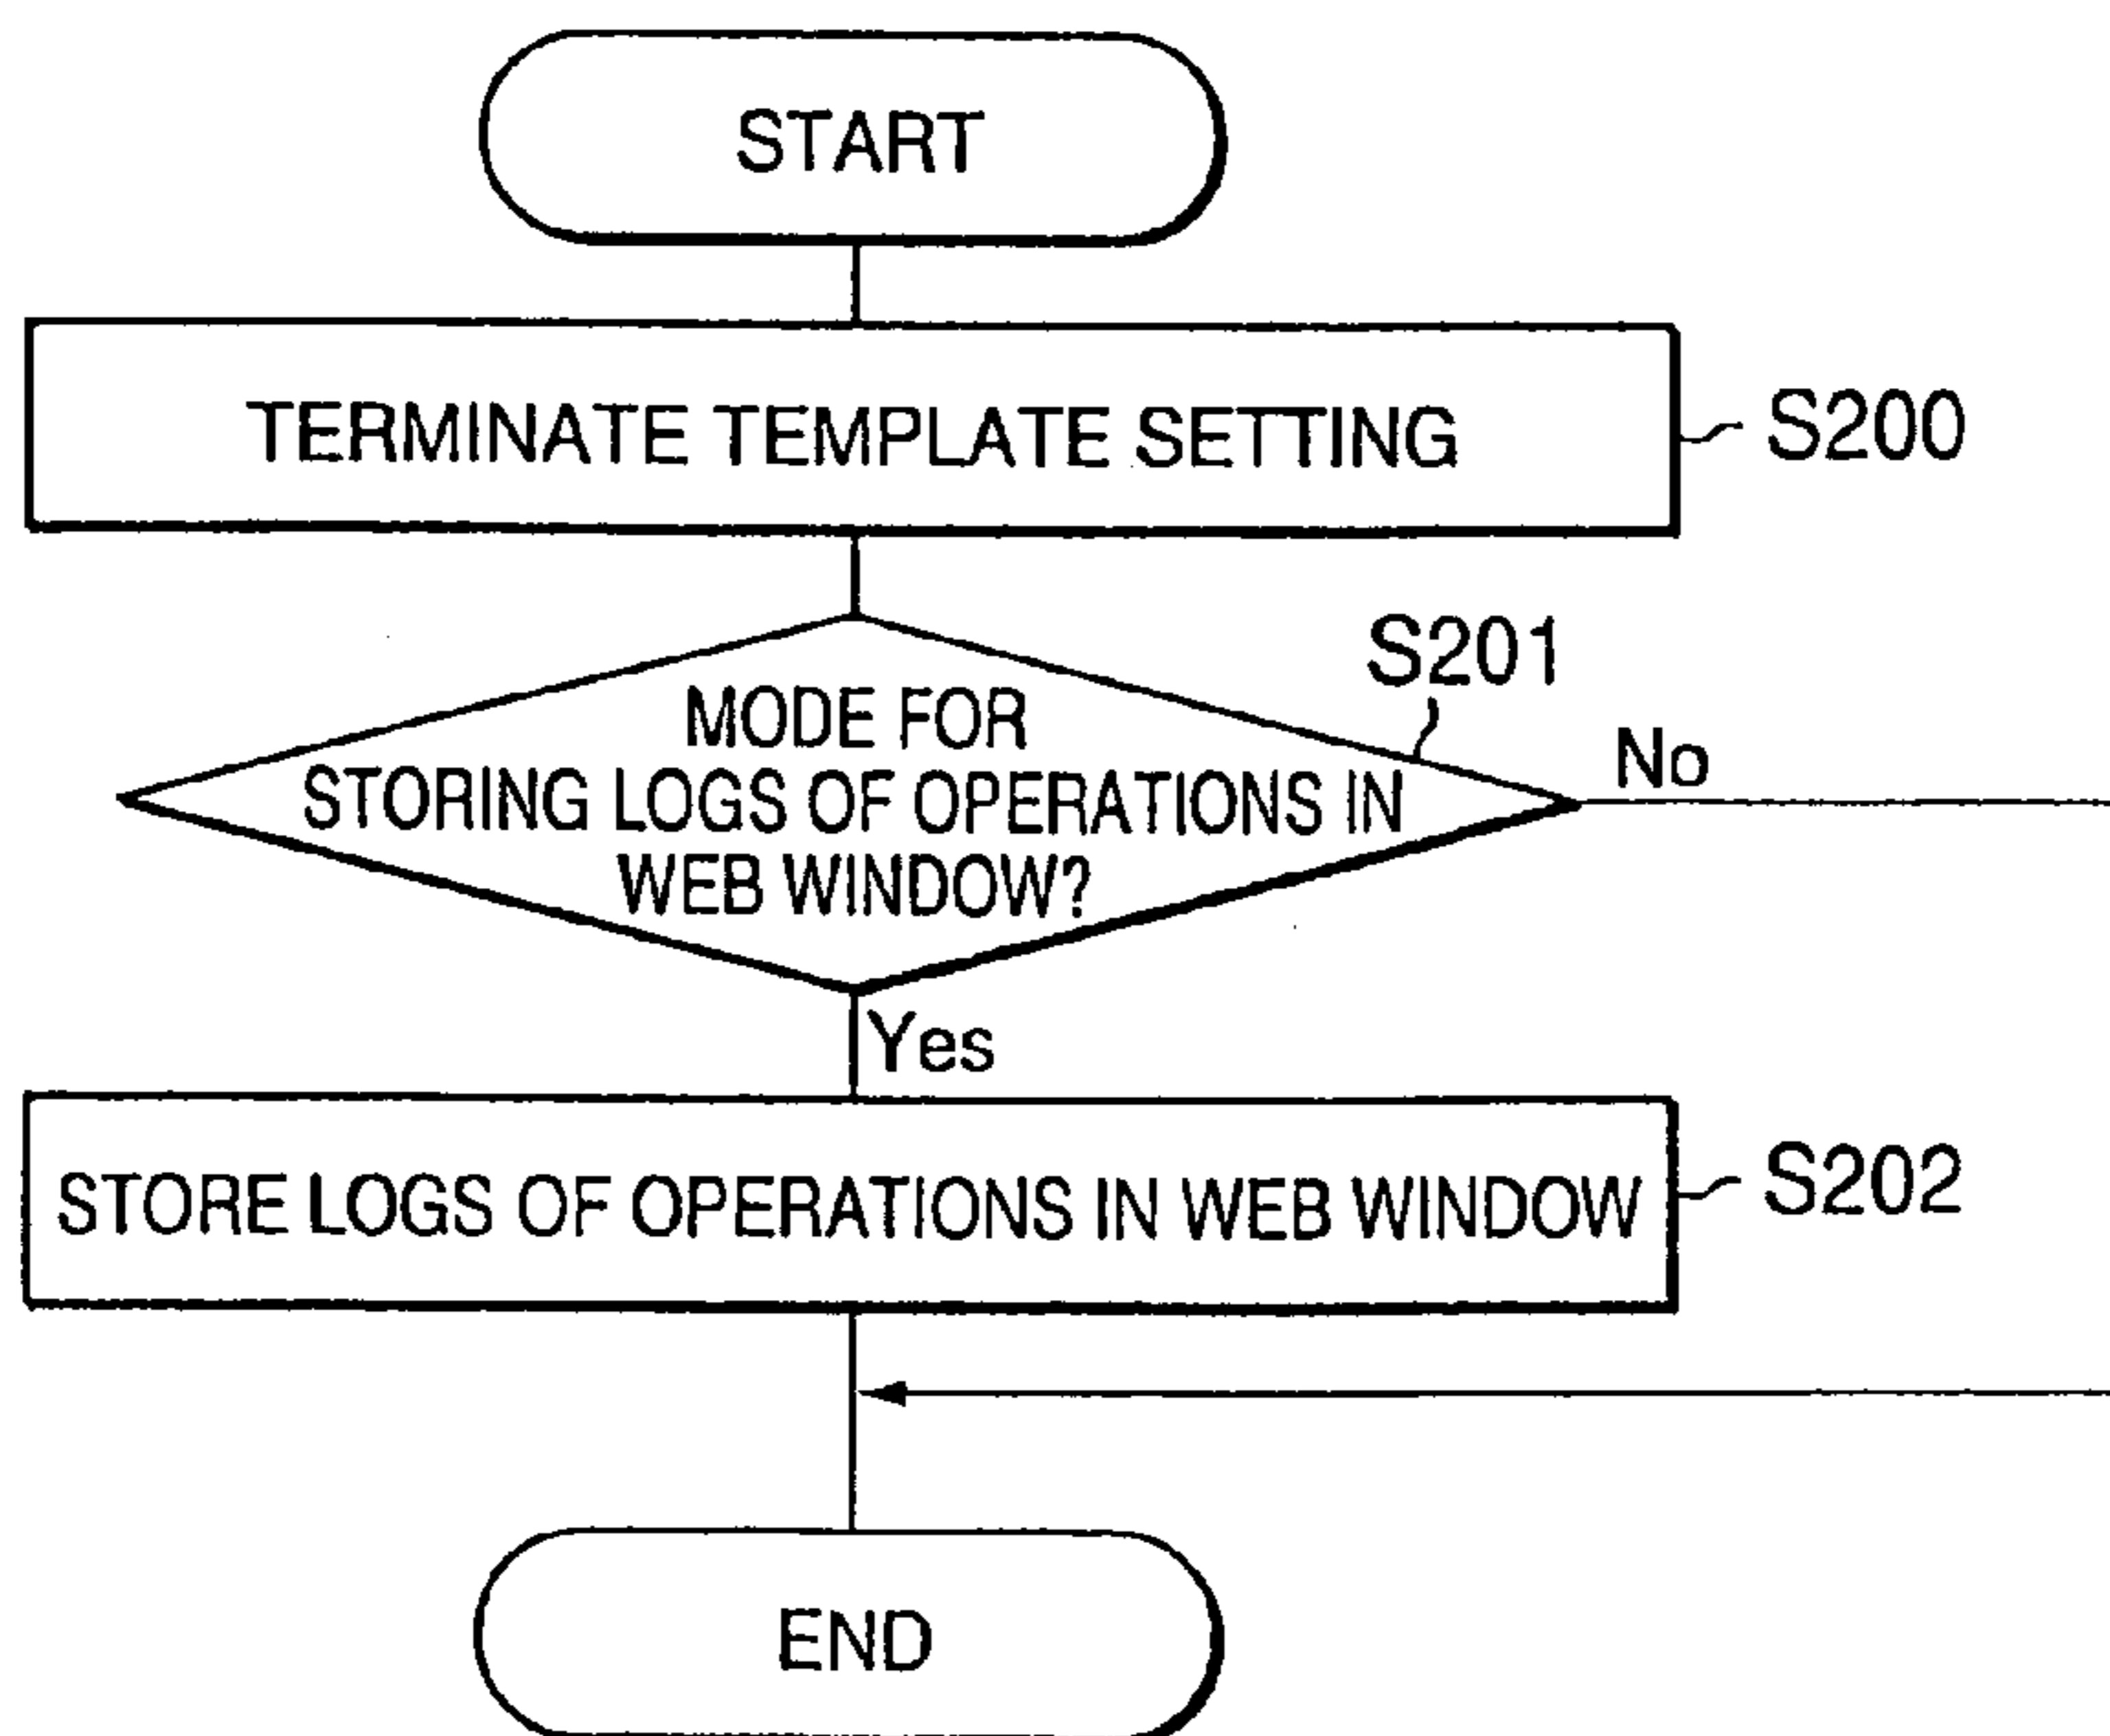 START
TERMINATE TEMPLATE SETTING
S200
S201
MODE FOR
STORING LOGS OF OPERATIONS IN
WEB WINDOW?
No
Yes
STORE LOGS OF OPERATIONS IN WEB WINDOW
S202
END